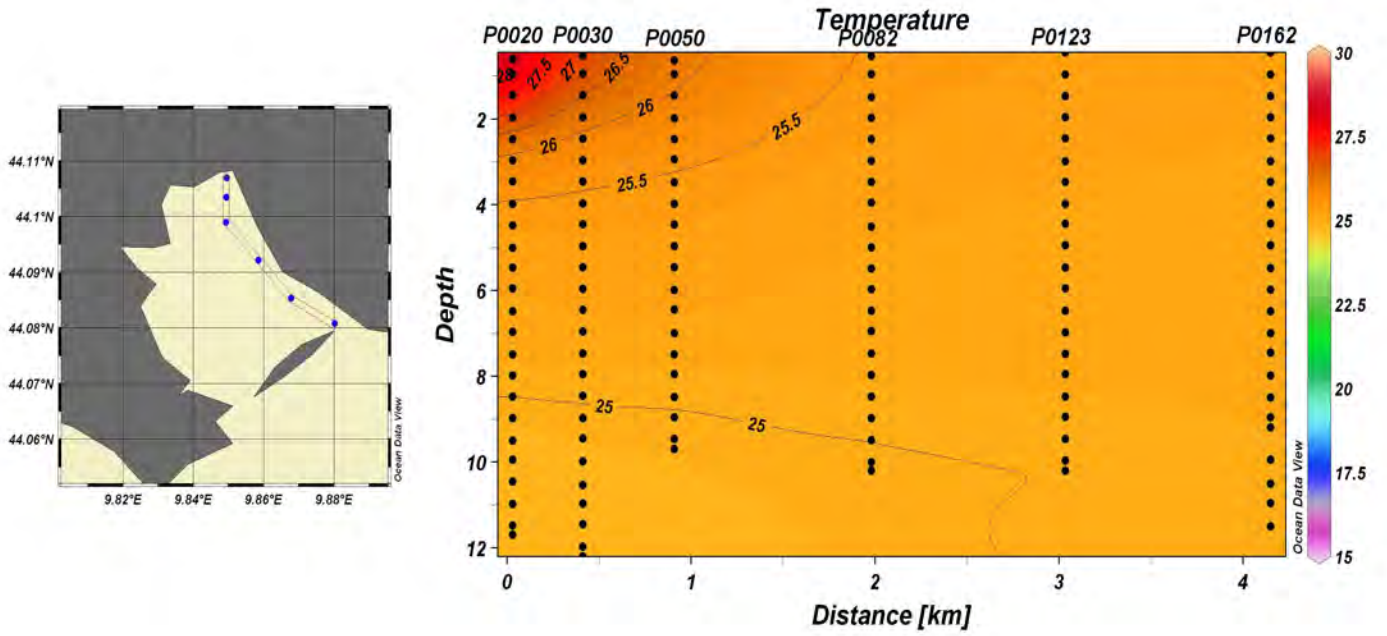 Temperature
P0020 P0030 P0050 P0082 P0123 P0162
28 27.5 27 26.5
26
26
25.5
25.5
25
25
2
4
6
8
10
12
Depth
0 1 2 3 4
Distance [km]
Ocean Data View
30
27.5
25
22.5
20
17.5
15
44.11°N
44.1°N
44.09°N
44.08°N
44.07°N
44.06°N
9.82°E 9.84°E 9.86°E 9.88°E
Ocean Data View